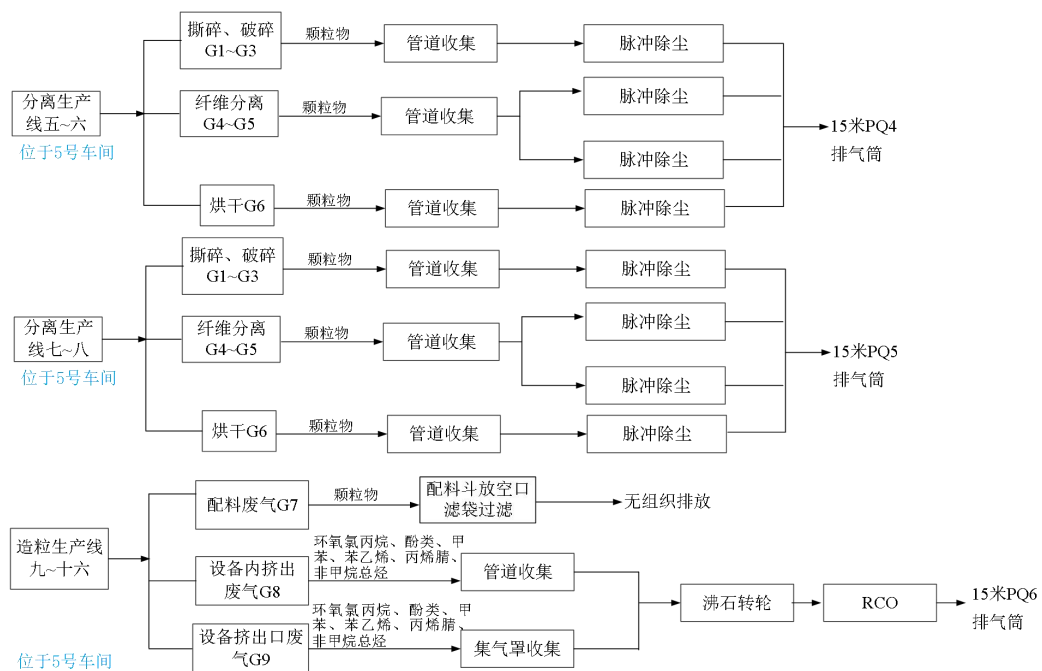 撕碎、破碎
G1~G3
颗粒物
管道收集
脉冲除尘
分离生产
线五~六
位于5号车间
纤维分离
G4~G5
颗粒物
管道收集
脉冲除尘
脉冲除尘
15米PQ4
排气筒
烘干G6
颗粒物
管道收集
脉冲除尘
撕碎、破碎
G1~G3
颗粒物
管道收集
脉冲除尘
分离生产
线七~八
位于5号车间
纤维分离
G4~G5
颗粒物
管道收集
脉冲除尘
脉冲除尘
15米PQ5
排气筒
烘干G6
颗粒物
管道收集
脉冲除尘
造粒生产线
九~十六
位于5号车间
配料废气G7
颗粒物
配料斗放空口
滤袋过滤
无组织排放
设备内挤出
废气G8
环氧氯丙烷、酚类、甲
苯、苯乙烯、丙烯腈、
非甲烷总烃
管道收集
设备挤出口废
气G9
环氧氯丙烷、酚类、甲
苯、苯乙烯、丙烯腈、
非甲烷总烃
集气罩收集
沸石转轮
RCO
15米PQ6
排气筒